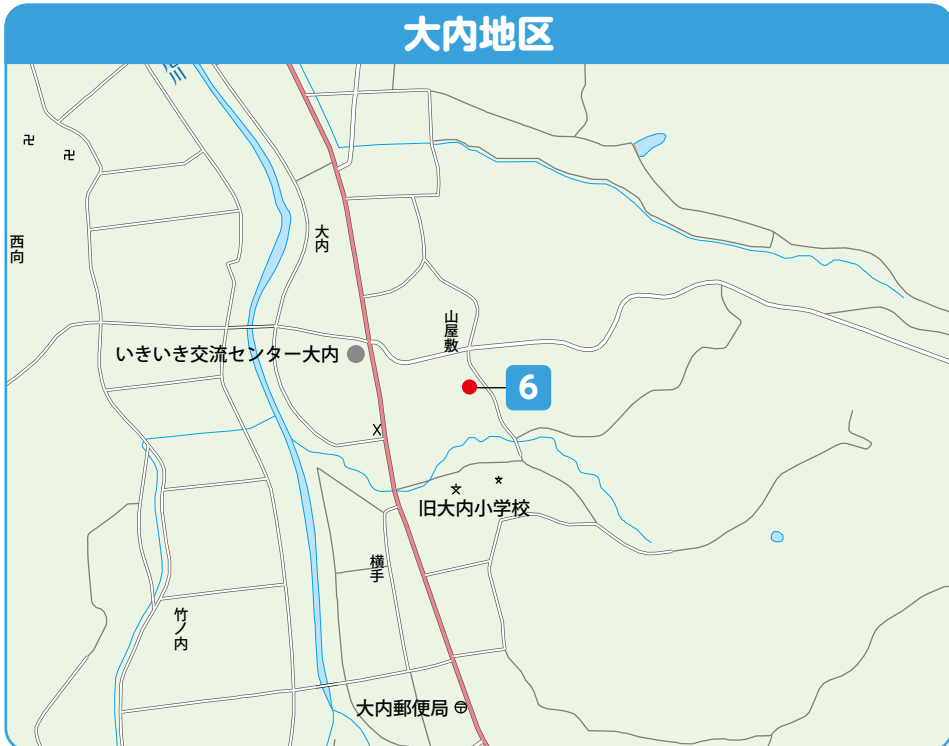 大内地区
川
西向
大内
山屋敷
いきいき交流センター大内
6
旧大内小学校
横手
竹ノ内
大内郵便局